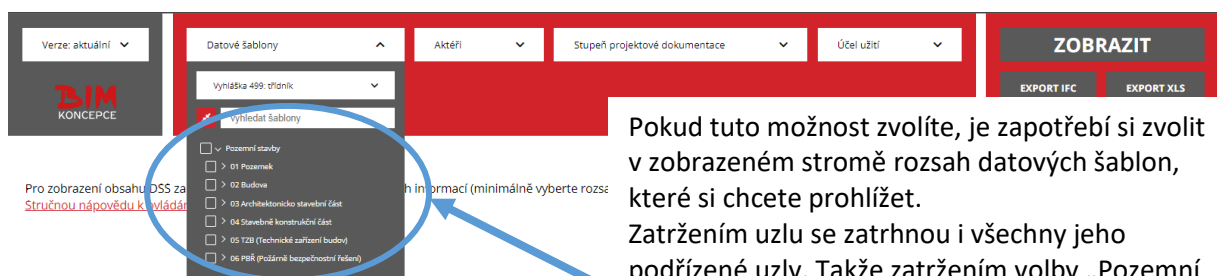 Verze: aktuální
Datové šablony
Aktéři
Stupeň projektové dokumentace
Účel užití
ZOBRAZIT
BIM
KONCEPCE
Vyhláška 499: třídník
EXPORT IFC
EXPORT XLS
Vyhledat šablony
Pozemní stavby
01 Pozemek
02 Budova
03 Architektonicko stavební část
04 Stavebně konstrukční část
05 TZB (Technické zařízení budov)
06 PBŘ (Požárně bezpečnostní řešení)
Pro zobrazení obsahu DSS za h informací (minimálně vyberte rozsa
Stručnou nápovědu k ovládán
Pokud tuto možnost zvolíte, je zapotřebí si zvolit
v zobrazeném stromě rozsah datových šablon,
které si chcete prohlížet.
Zatržením uzlu se zatrhnou i všechny jeho
podřízené uzly. Takže zatržením volby „Pozemní